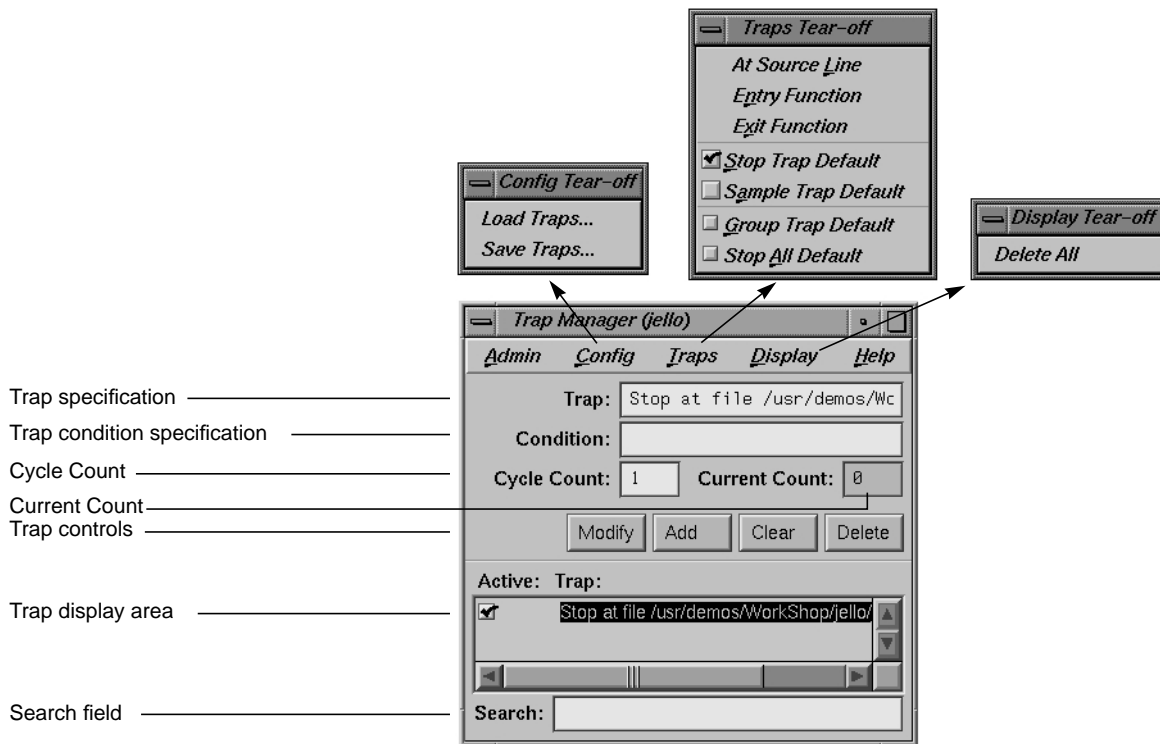 Traps Tear-off
At Source Line
Entry Function
Exit Function
Stop Trap Default
Sample Trap Default
Group Trap Default
Stop All Default
Config Tear-off
Load Traps...
Save Traps...
Display Tear-off
Delete All
Trap Manager (jello)
Admin Config Traps Display Help
Trap specification
Trap: Stop at file /usr/demos/Wc
Trap condition specification
Condition:
Cycle Count
Cycle Count: 1 Current Count: 0
Current Count
Trap controls
Modify Add Clear Delete
Active: Trap:
Trap display area
Stop at file /usr/demos/WorkShop/jello/
Search field
Search: